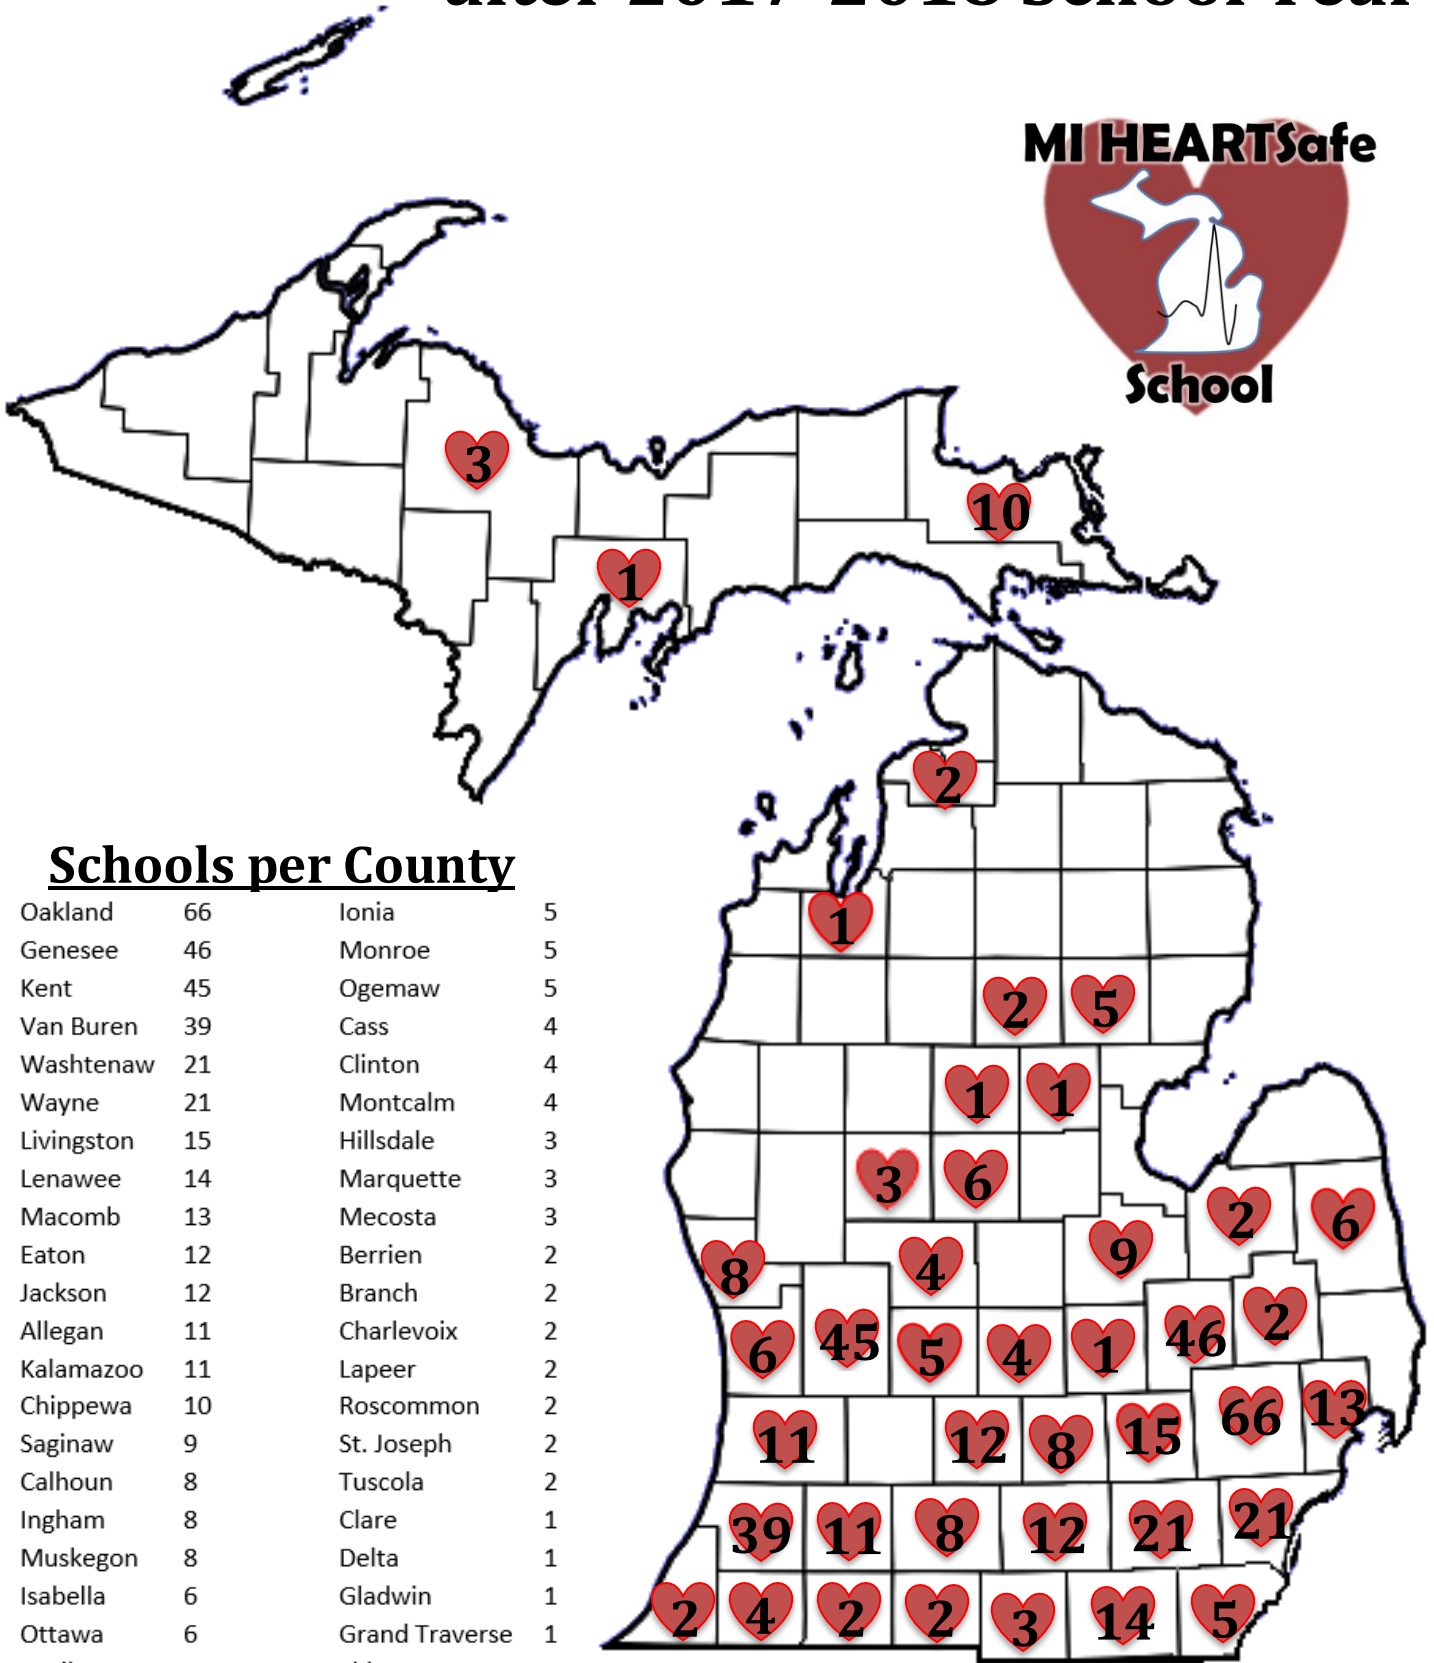 after 2017-2018 School Year
MI HEARTSafe
School
3
10
1
2
1
2
5
1
1
3
6
2
6
8
4
9
6
45
5
4
1
46
2
11
12
8
15
66
13
39
11
8
12
21
21
2
4
2
2
3
14
5
Schools per County
Oakland 66 Ionia 5
Genesee 46 Monroe 5
Kent 45 Ogemaw 5
Van Buren 39 Cass 4
Washtenaw 21 Clinton 4
Wayne 21 Montcalm 4
Livingston 15 Hillsdale 3
Lenawee 14 Marquette 3
Macomb 13 Mecosta 3
Eaton 12 Berrien 2
Jackson 12 Branch 2
Allegan 11 Charlevoix 2
Kalamazoo 11 Lapeer 2
Chippewa 10 Roscommon 2
Saginaw 9 St. Joseph 2
Calhoun 8 Tuscola 2
Ingham 8 Clare 1
Muskegon 8 Delta 1
Isabella 6 Gladwin 1
Ottawa 6 Grand Traverse 1